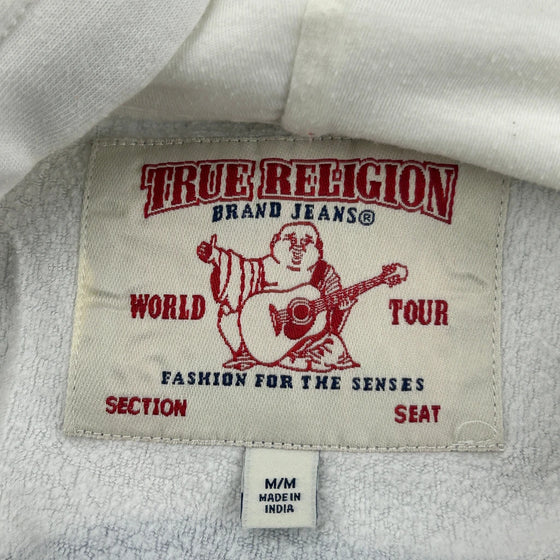 TRUE RELIGION
BRAND JEANS®
WORLD TOUR
FASHION FOR THE SENSES
SECTION SEAT
M/M
MADE IN
INDIA